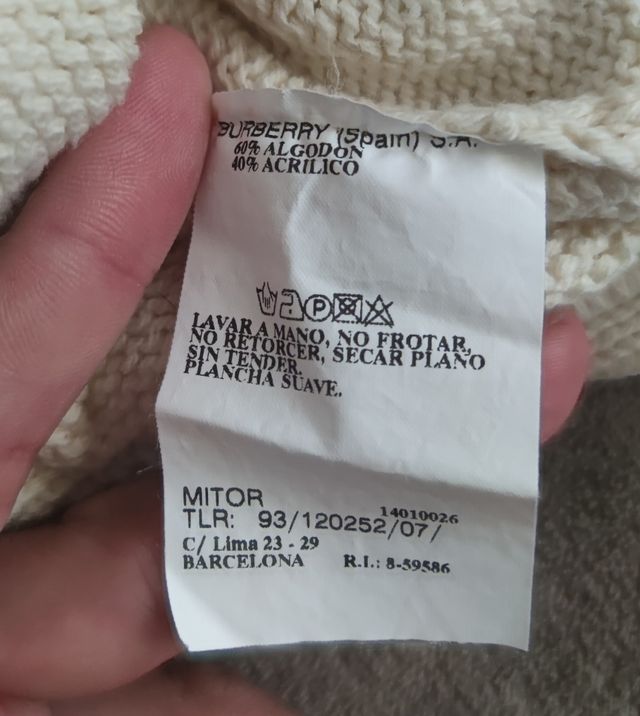 BURBERRY (Spain) S.A.
60% ALGODON
40% ACRILICO
P
LAVAR A MANO, NO FROTAR,
NO RETORCER, SECAR PLANO
SIN TENDER.
PLANCHA SUAVE.
MITOR
14010026
TLR: 93/120252/07/
C/ Lima 23 - 29
BARCELONA R.I.: 8-59586